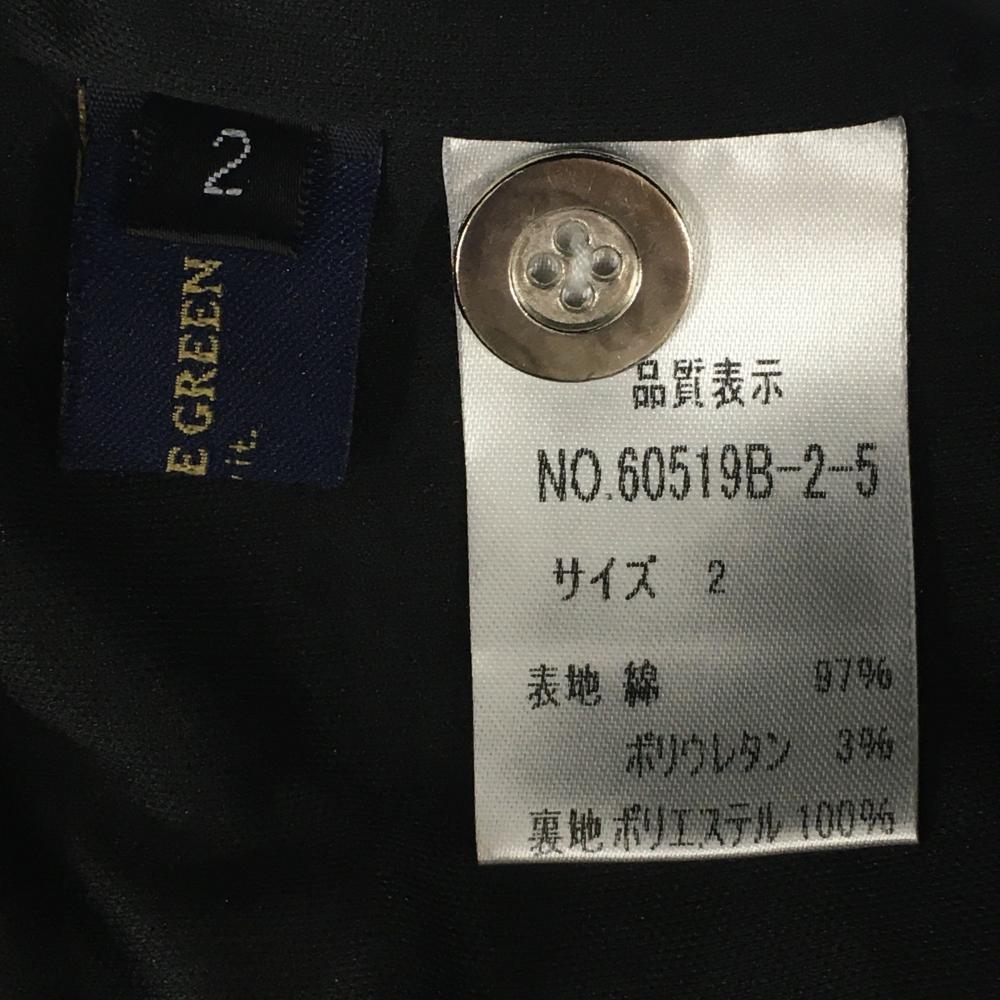 2
E GREEN
it.
品質表示
NO.60519B-2-5
サイズ 2
表地 綿 97%
ポリウレタン 3%
裏地 ポリエステル 100%